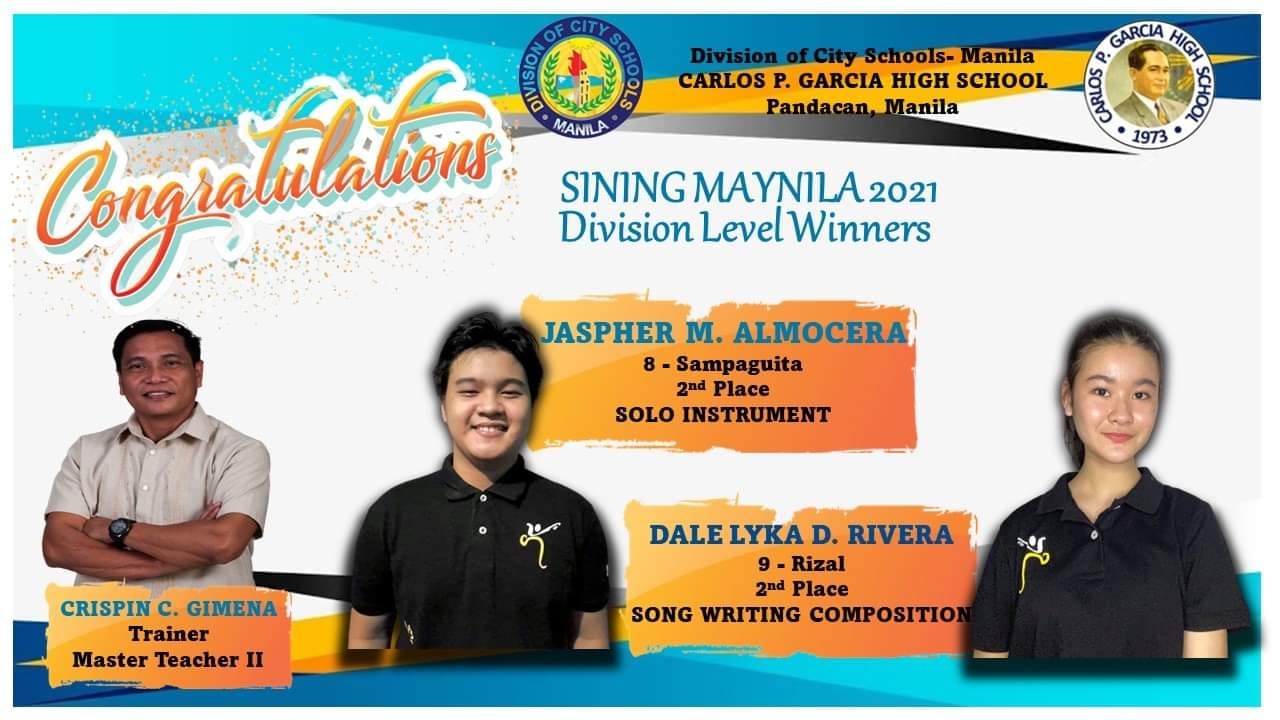 Congratulations
DIVISION OF CITY SCHOOLS
MANILA
Division of City Schools- Manila
CARLOS P. GARCIA HIGH SCHOOL
Pandacan, Manila
CARLOS P. GARCIA HIGH SCHOOL
1973
SINING MAYNILA 2021
Division Level Winners
JASPHER M. ALMOCERA
8 - Sampaguita
2nd Place
SOLO INSTRUMENT
DALE LYKA D. RIVERA
9 - Rizal
2nd Place
SONG WRITING COMPOSITION
CRISPIN C. GIMENA
Trainer
Master Teacher II